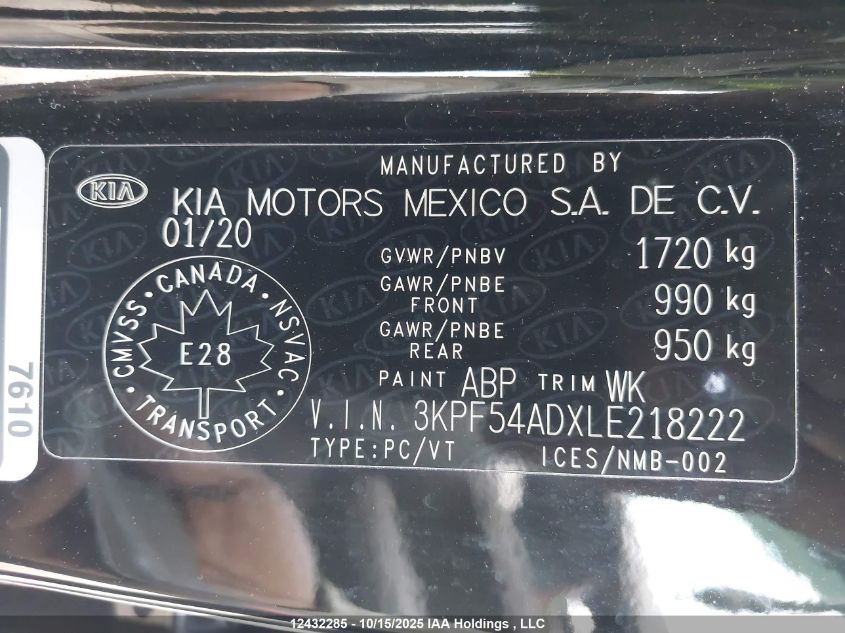 MANUFACTURED BY
KIA
KIA MOTORS MEXICO S.A. DE C.V.
01/20
GVWR/PNBV 1720 kg
GAWR/PNBE FRONT 990 kg
GAWR/PNBE REAR 950 kg
CANADA · NSVAC · TRANSPORT · CMVSS ·
E28
PAINT ABP TRIM WK
V.I.N. 3KPF54ADXLE218222
TYPE:PC/VT ICES/NMB-002
7610
12432285 - 10/15/2025 IAA Holdings , LLC